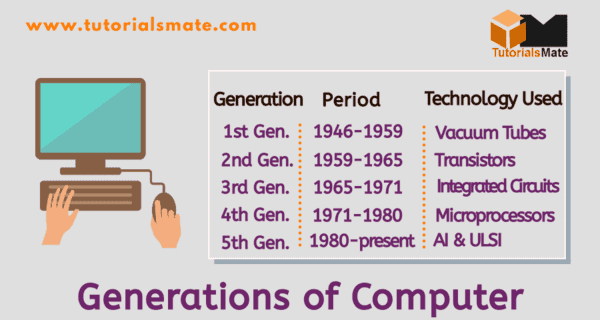 www.tutorialsmate.com
TutorialsMate
Generation Period Technology Used
1st Gen. 1946-1959 Vacuum Tubes
2nd Gen. 1959-1965 Transistors
3rd Gen. 1965-1971 Integrated Circuits
4th Gen. 1971-1980 Microprocessors
5th Gen. 1980-present AI & ULSI
Generations of Computer